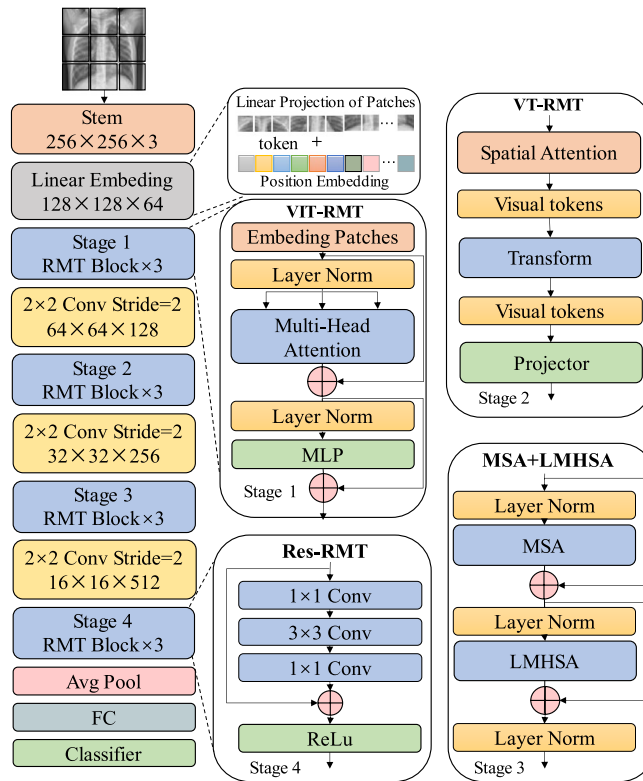 Stem
256×256×3
Linear Embeding
128×128×64
Stage 1
RMT Block×3
2×2 Conv Stride=2
64×64×128
Stage 2
RMT Block×3
2×2 Conv Stride=2
32×32×256
Stage 3
RMT Block×3
2×2 Conv Stride=2
16×16×512
Stage 4
RMT Block×3
Avg Pool
FC
Classifier
Linear Projection of Patches
...
token +
...
Position Embedding
VIT-RMT
Embeding Patches
Layer Norm
Multi-Head
Attention
Layer Norm
MLP
Stage 1
Res-RMT
1×1 Conv
3×3 Conv
1×1 Conv
ReLu
Stage 4
VT-RMT
Spatial Attention
Visual tokens
Transform
Visual tokens
Projector
Stage 2
MSA+LMHSA
Layer Norm
MSA
Layer Norm
LMHSA
Layer Norm
Stage 3